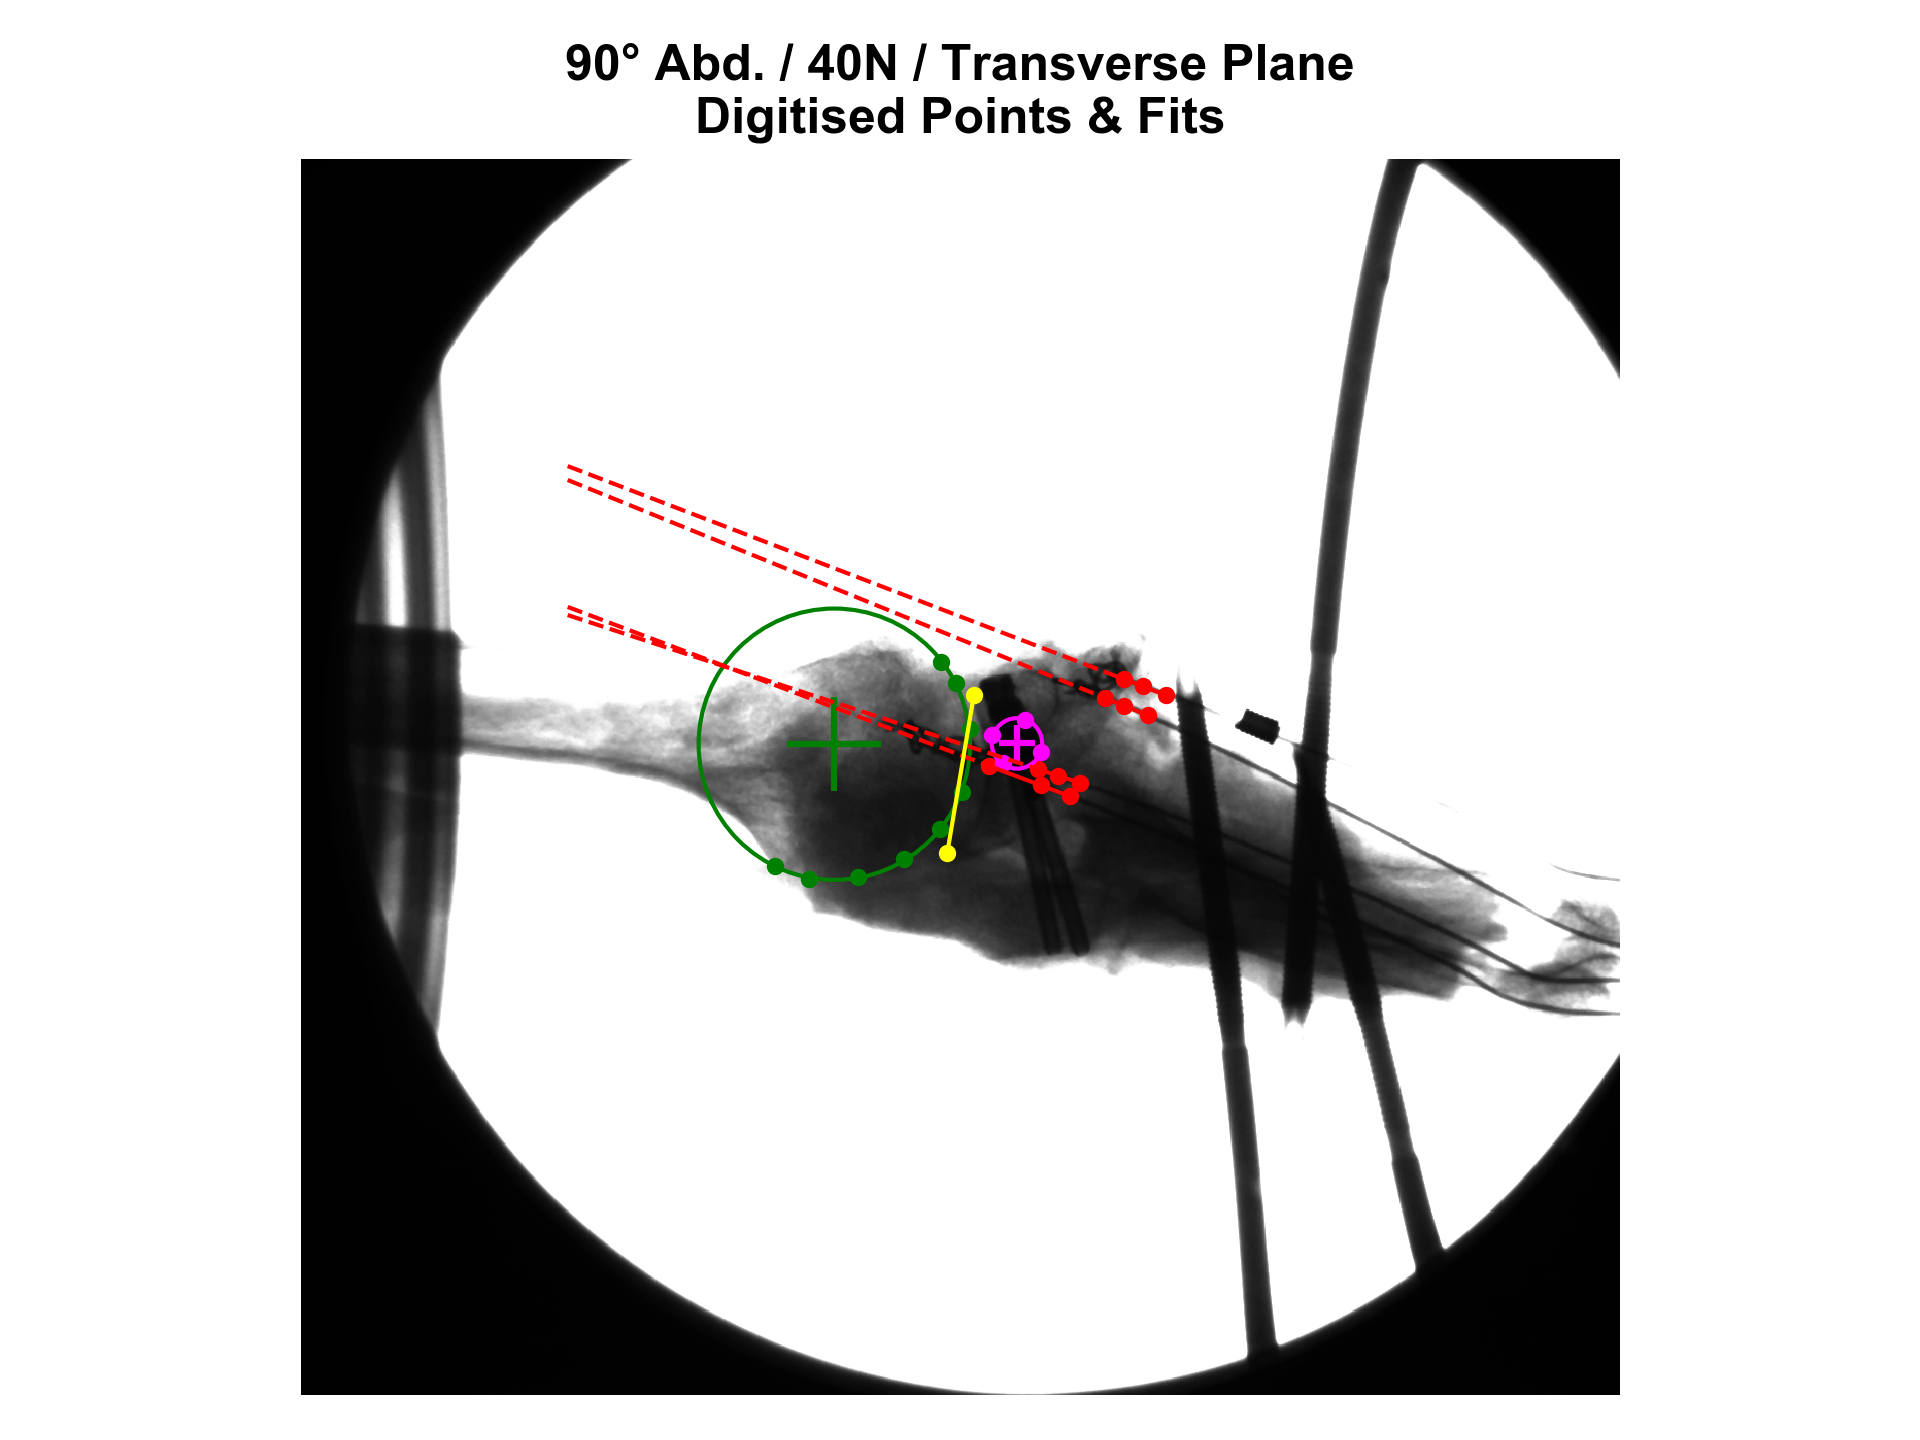 90° Abd. / 40N / Transverse Plane
Digitised Points & Fits